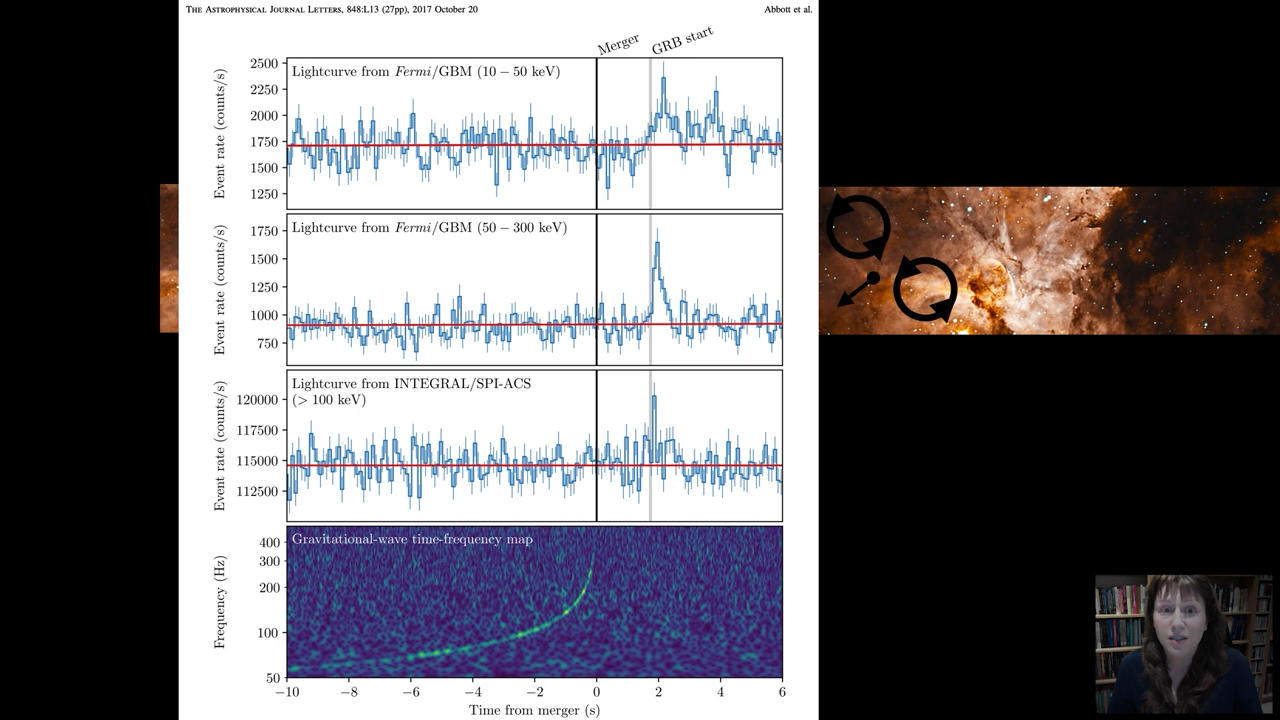 THE ASTROPHYSICAL JOURNAL LETTERS, 848:L13 (27pp), 2017 October 20
Abbott et al.
Merger
GRB start
Lightcurve from Fermi/GBM (10 − 50 keV)
Event rate (counts/s)
2500
2250
2000
1750
1500
1250
Lightcurve from Fermi/GBM (50 − 300 keV)
Event rate (counts/s)
1750
1500
1250
1000
750
Lightcurve from INTEGRAL/SPI-ACS
(> 100 keV)
Event rate (counts/s)
120000
117500
115000
112500
Gravitational-wave time-frequency map
Frequency (Hz)
400
300
200
100
50
−10
−8
−6
−4
−2
0
2
4
6
Time from merger (s)